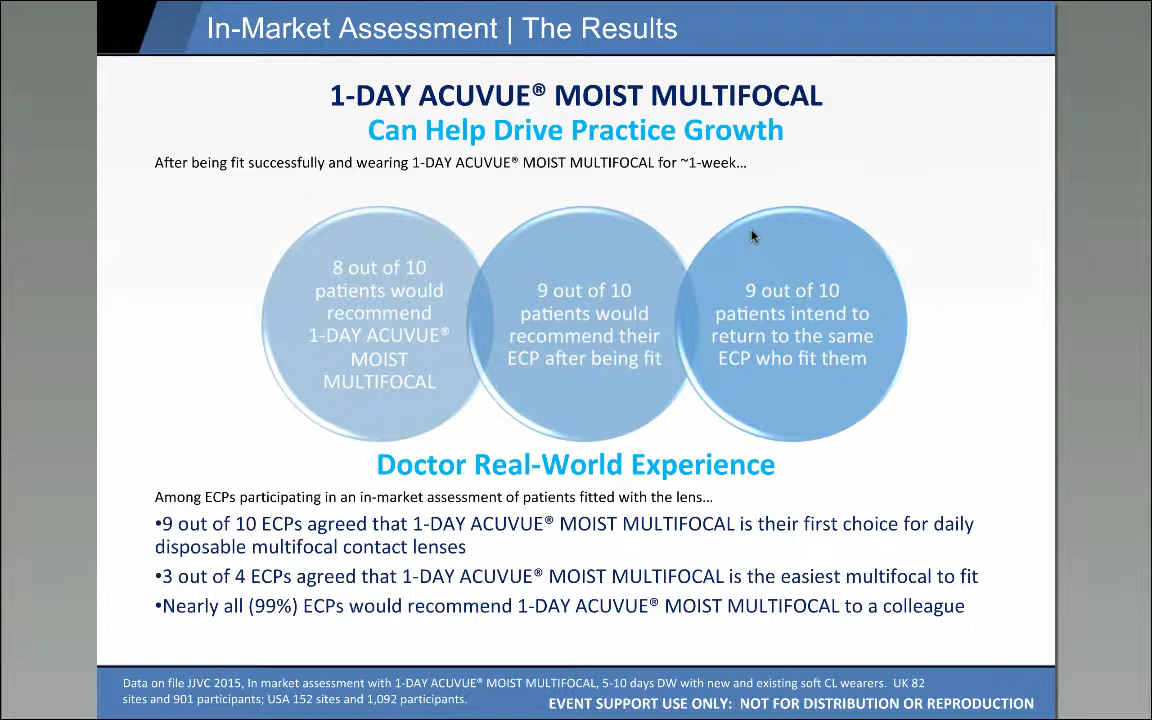 In-Market Assessment | The Results
1-DAY ACUVUE® MOIST MULTIFOCAL
Can Help Drive Practice Growth
After being fit successfully and wearing 1-DAY ACUVUE® MOIST MULTIFOCAL for ~1-week...
8 out of 10
patients would
recommend
1-DAY ACUVUE®
MOIST
MULTIFOCAL
9 out of 10
patients would
recommend their
ECP after being fit
9 out of 10
patients intend to
return to the same
ECP who fit them
Doctor Real-World Experience
Among ECPs participating in an in-market assessment of patients fitted with the lens...
•9 out of 10 ECPs agreed that 1-DAY ACUVUE® MOIST MULTIFOCAL is their first choice for daily
disposable multifocal contact lenses
•3 out of 4 ECPs agreed that 1-DAY ACUVUE® MOIST MULTIFOCAL is the easiest multifocal to fit
•Nearly all (99%) ECPs would recommend 1-DAY ACUVUE® MOIST MULTIFOCAL to a colleague
Data on file JJVC 2015, In market assessment with 1-DAY ACUVUE® MOIST MULTIFOCAL, 5-10 days DW with new and existing soft CL wearers. UK 82
sites and 901 participants; USA 152 sites and 1,092 participants.
EVENT SUPPORT USE ONLY: NOT FOR DISTRIBUTION OR REPRODUCTION